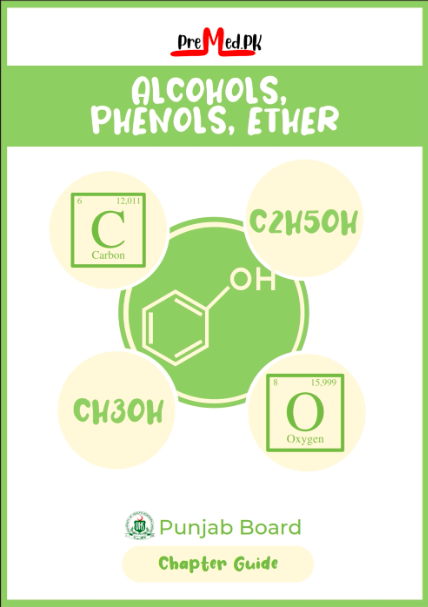 PreMed.PK
ALCOHOLS,
PHENOLS, ETHER
6 12,011
C
Carbon
C2H5OH
OH
CH3OH
8 15,999
O
Oxygen
Punjab Board
Chapter Guide